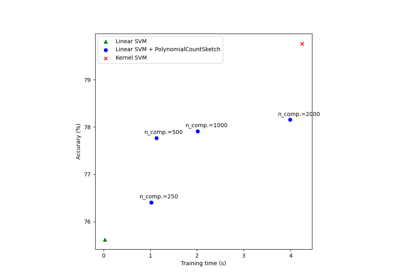 Linear SVM
Linear SVM + PolynomialCountSketch
Kernel SVM
79
n_comp.=2000
n_comp.=1000
78
n_comp.=500
77
n_comp.=250
76
Accurary (%)
0 1 2 3 4
Training time (s)